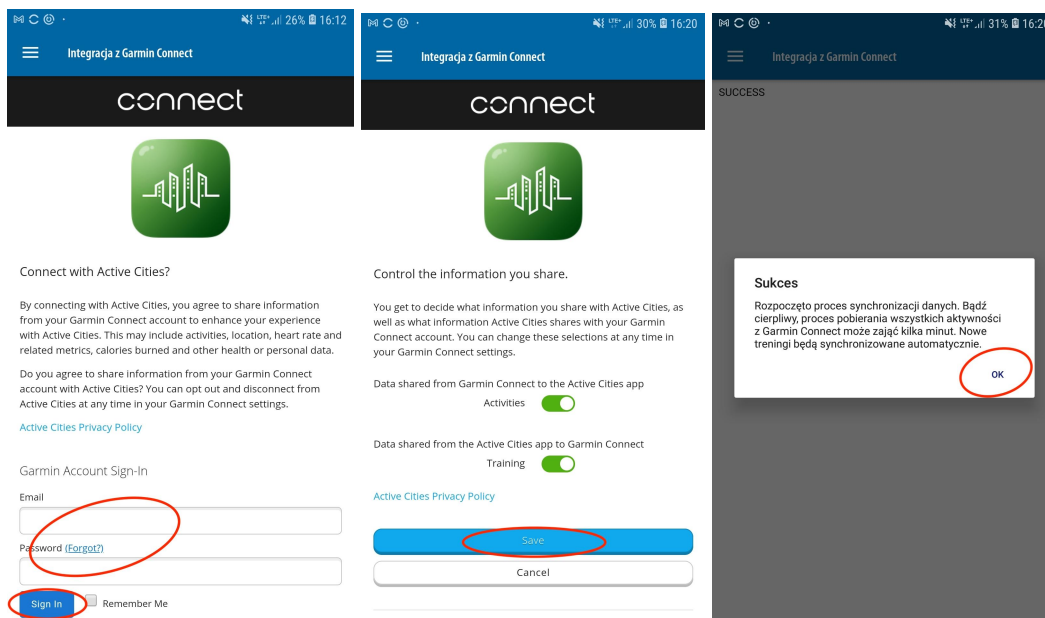 26% 16:12
Integracja z Garmin Connect
connect
Connect with Active Cities?
By connecting with Active Cities, you agree to share information
from your Garmin Connect account to enhance your experience
with Active Cities. This may include activities, location, heart rate and
related metrics, calories burned and other health or personal data.
Do you agree to share information from your Garmin Connect
account with Active Cities? You can opt out and disconnect from
Active Cities at any time in your Garmin Connect settings.
Active Cities Privacy Policy
Garmin Account Sign-In
Email
Password (Forgot?)
Sign In
Remember Me
30% 16:20
Integracja z Garmin Connect
connect
Control the information you share.
You get to decide what information you share with Active Cities, as
well as what information Active Cities shares with your Garmin
Connect account. You can change these selections at any time in
your Garmin Connect settings.
Data shared from Garmin Connect to the Active Cities app
Activities
Data shared from the Active Cities app to Garmin Connect
Training
Active Cities Privacy Policy
Save
Cancel
31% 16:20
Integracja z Garmin Connect
SUCCESS
Sukces
Rozpoczęto proces synchronizacji danych. Bądź
cierpliwy, proces pobierania wszystkich aktywności
z Garmin Connect może zająć kilka minut. Nowe
treningi będą synchronizowane automatycznie.
OK